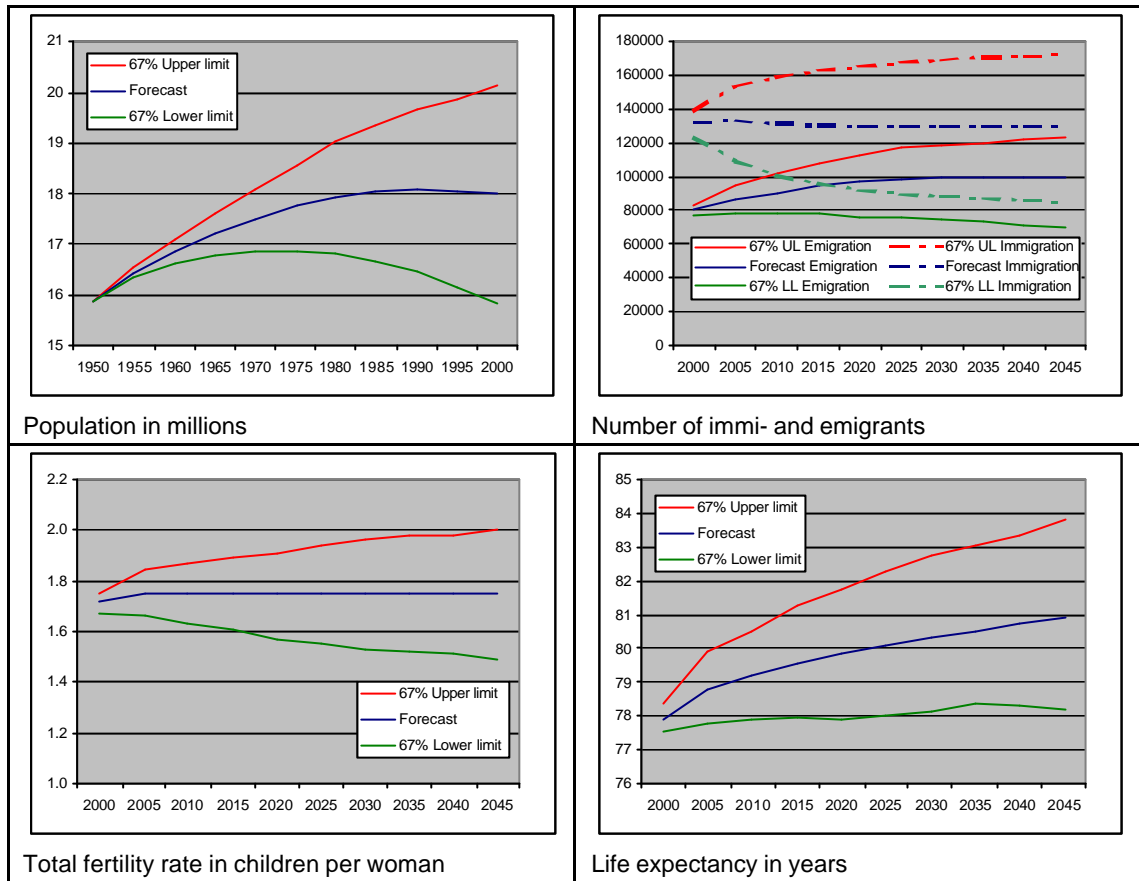 21
20
19
18
17
16
15
67% Upper limit
Forecast
67% Lower limit
1950 1955 1960 1965 1970 1975 1980 1985 1990 1995 2000
Population in millions
180000
160000
140000
120000
100000
80000
60000
40000
20000
0
67% UL Emigration 67% UL Immigration
Forecast Emigration Forecast Immigration
67% LL Emigration 67% LL Immigration
2000 2005 2010 2015 2020 2025 2030 2035 2040 2045
Number of immi- and emigrants
2.2
2.0
1.8
1.6
1.4
1.2
1.0
67% Upper limit
Forecast
67% Lower limit
2000 2005 2010 2015 2020 2025 2030 2035 2040 2045
Total fertility rate in children per woman
85
84
83
82
81
80
79
78
77
76
67% Upper limit
Forecast
67% Lower limit
2000 2005 2010 2015 2020 2025 2030 2035 2040 2045
Life expectancy in years